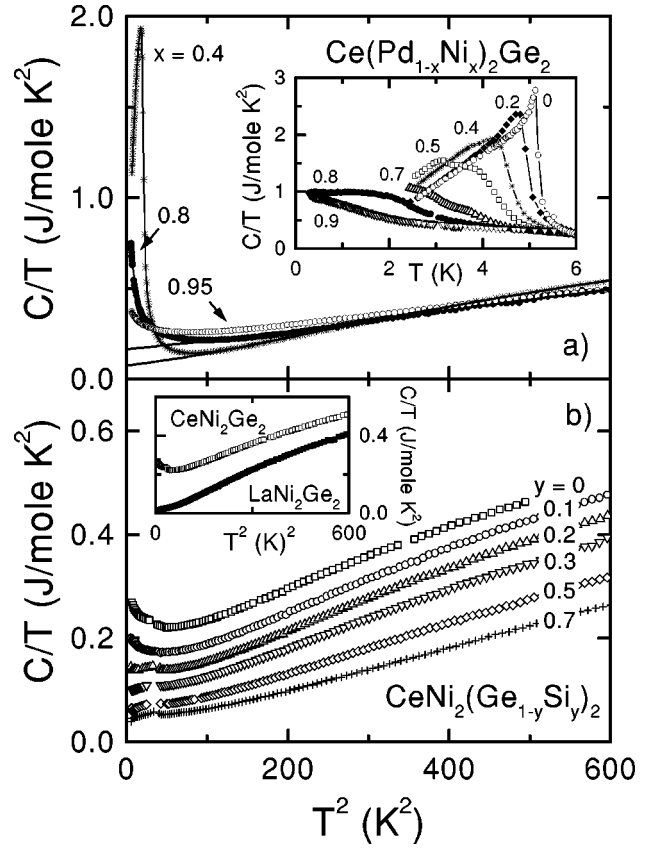 a)
Ce(Pd1-xNix)2Ge2
x = 0.4
0.8
0.95
C/T (J/mole K²)
2.0
1.0
0.0
C/T (J/mole K²)
3
2
1
0
0.9
0.8
0.7
0.5
0.4
0.2
0
0 2 4 6
T (K)
b)
C/T (J/mole K²)
0.6
0.4
0.2
0.0
CeNi2Ge2
LaNi2Ge2
C/T (J/mole K²)
0.4
0.0
0 600
T² (K)²
y = 0
0.1
0.2
0.3
0.5
0.7
CeNi2(Ge1-ySiy)2
0 200 400 600
T² (K²)